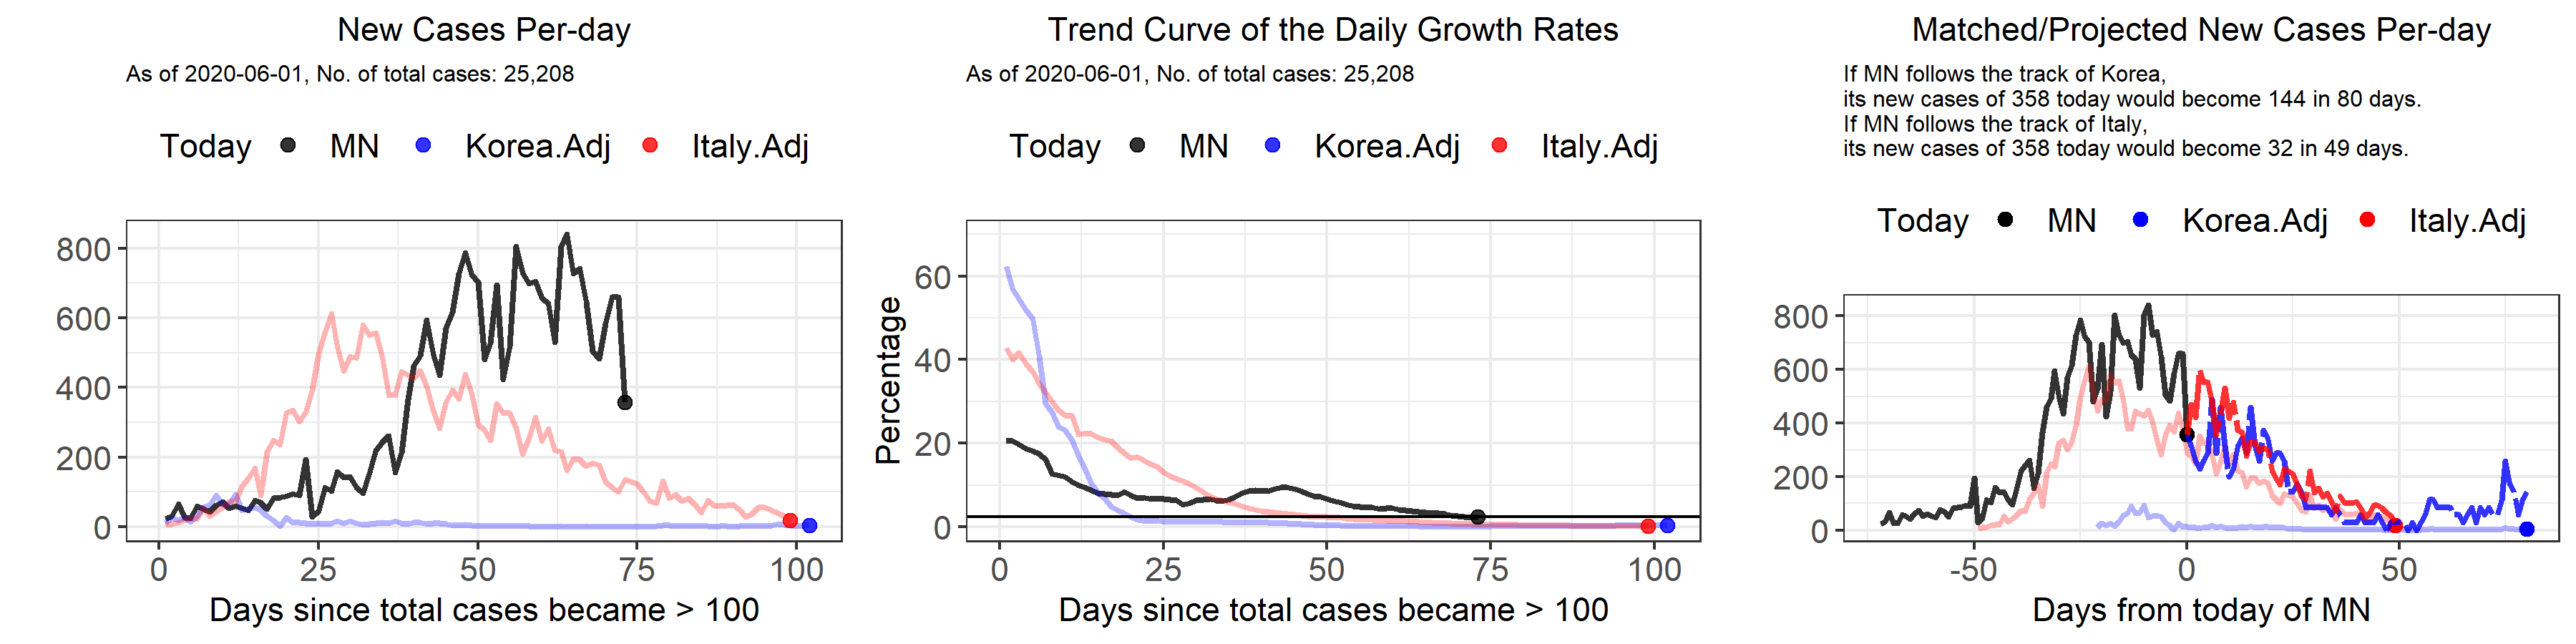 New Cases Per-day
As of 2020-06-01, No. of total cases: 25,208
Today MN Korea.Adj Italy.Adj
800
600
400
200
0
0 25 50 75 100
Days since total cases became > 100
Trend Curve of the Daily Growth Rates
As of 2020-06-01, No. of total cases: 25,208
Today MN Korea.Adj Italy.Adj
Percentage
60
40
20
0
0 25 50 75 100
Days since total cases became > 100
Matched/Projected New Cases Per-day
If MN follows the track of Korea,
its new cases of 358 today would become 144 in 80 days.
If MN follows the track of Italy,
its new cases of 358 today would become 32 in 49 days.
Today MN Korea.Adj Italy.Adj
800
600
400
200
0
-50 0 50
Days from today of MN